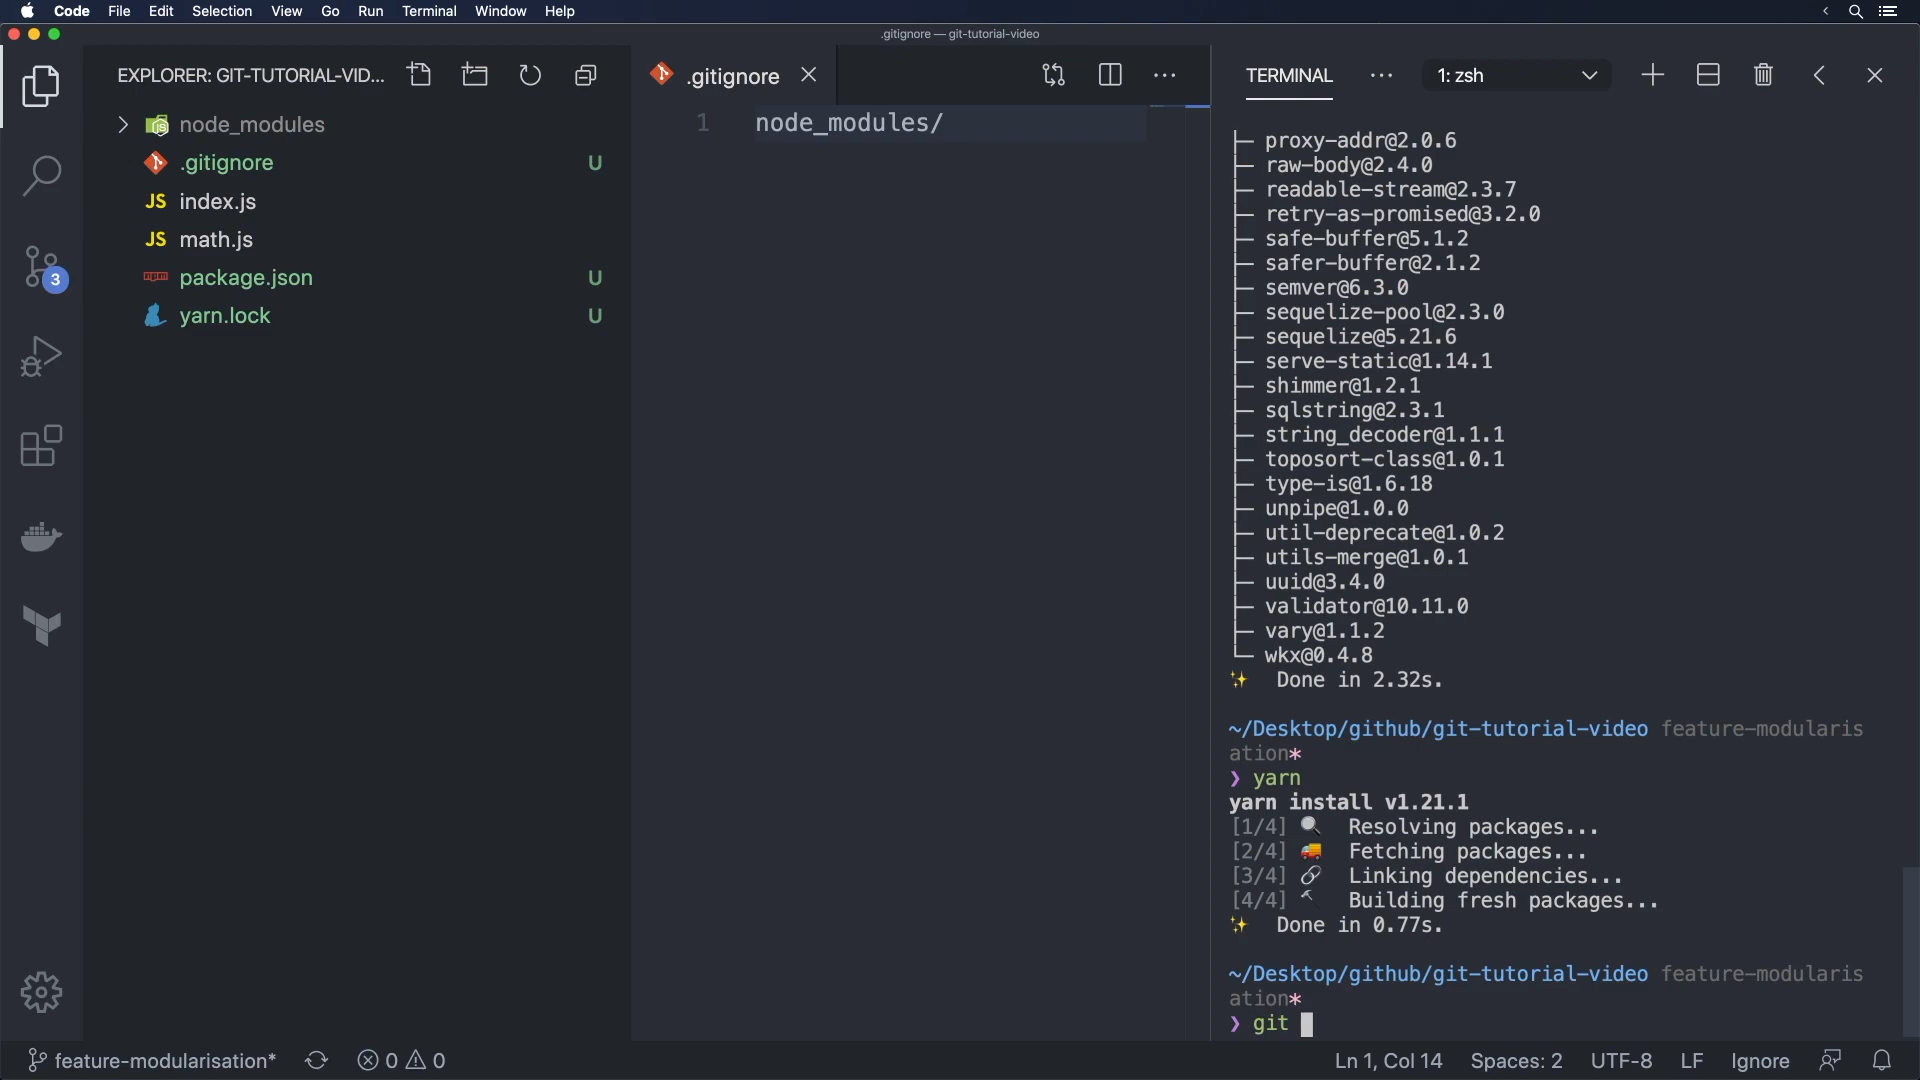 Code File Edit Selection View Go Run Terminal Window Help
.gitignore — git-tutorial-video
EXPLORER: GIT-TUTORIAL-VID...
node_modules
.gitignore U
JS index.js
JS math.js
package.json U
yarn.lock U
3
.gitignore
1 node_modules/
TERMINAL ... 1: zsh
├─ proxy-addr@2.0.6
├─ raw-body@2.4.0
├─ readable-stream@2.3.7
├─ retry-as-promised@3.2.0
├─ safe-buffer@5.1.2
├─ safer-buffer@2.1.2
├─ semver@6.3.0
├─ sequelize-pool@2.3.0
├─ sequelize@5.21.6
├─ serve-static@1.14.1
├─ shimmer@1.2.1
├─ sqlstring@2.3.1
├─ string_decoder@1.1.1
├─ toposort-class@1.0.1
├─ type-is@1.6.18
├─ unpipe@1.0.0
├─ util-deprecate@1.0.2
├─ utils-merge@1.0.1
├─ uuid@3.4.0
├─ validator@10.11.0
├─ vary@1.1.2
└─ wkx@0.4.8
✨ Done in 2.32s.
~/Desktop/github/git-tutorial-video feature-modularis
ation*
❯ yarn
yarn install v1.21.1
[1/4] 🔍 Resolving packages...
[2/4] 🚚 Fetching packages...
[3/4] 🔗 Linking dependencies...
[4/4] 🔨 Building fresh packages...
✨ Done in 0.77s.
~/Desktop/github/git-tutorial-video feature-modularis
ation*
❯ git
feature-modularisation* 0 0 Ln 1, Col 14 Spaces: 2 UTF-8 LF Ignore